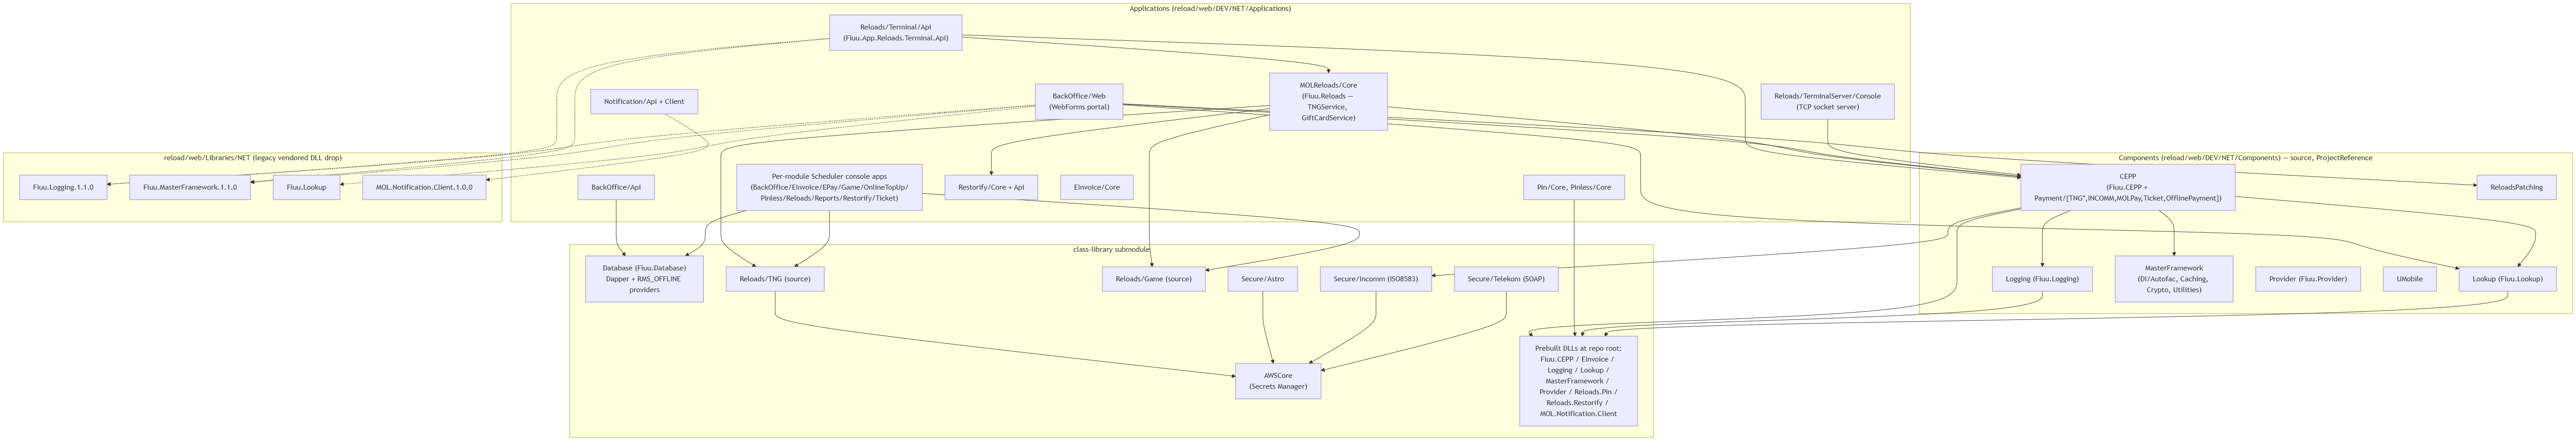 Applications (reload/web/DEV/NET/Applications)
Reloads/Terminal/Api
(Fiuu.App.Reloads.Terminal.Api)
Notification/Api + Client
BackOffice/Web
(WebForms portal)
MOLReloads/Core
(Fiuu.Reloads —
TNGService,
GiftCardService)
Reloads/TerminalServer/Console
(TCP socket server)
reload/web/Libraries/NET (legacy vendored DLL drop)
Fiuu.Logging.1.1.0
Fiuu.MasterFramework.1.1.0
Fiuu.Lookup
MOL.Notification.Client.1.0.0
BackOffice/Api
Per-module Scheduler console apps
(BackOffice/EInvoice/EPay/Game/OnlineTopUp/
Pinless/Reloads/Reports/Restorify/Ticket)
Restorify/Core + Api
EInvoice/Core
Pin/Core, Pinless/Core
Components (reload/web/DEV/NET/Components) — source, ProjectReference
CEPP
(Fiuu.CEPP +
Payment/[TNG*,INCOMM,MOLPay,Ticket,OfflinePayment])
ReloadsPatching
Logging (Fiuu.Logging)
MasterFramework
(DI/Autofac, Caching,
Crypto, Utilities)
Provider (Fiuu.Provider)
UMobile
Lookup (Fiuu.Lookup)
class-library submodule
Database (Fiuu.Database)
Dapper + RMS_OFFLINE
providers
Reloads/TNG (source)
Reloads/Game (source)
Secure/Astro
Secure/Incomm (ISO8583)
Secure/Telekom (SOAP)
AWSCore
(Secrets Manager)
Prebuilt DLLs at repo root:
Fiuu.CEPP / EInvoice /
Logging / Lookup /
MasterFramework /
Provider / Reloads.Pin /
Reloads.Restorify /
MOL.Notification.Client